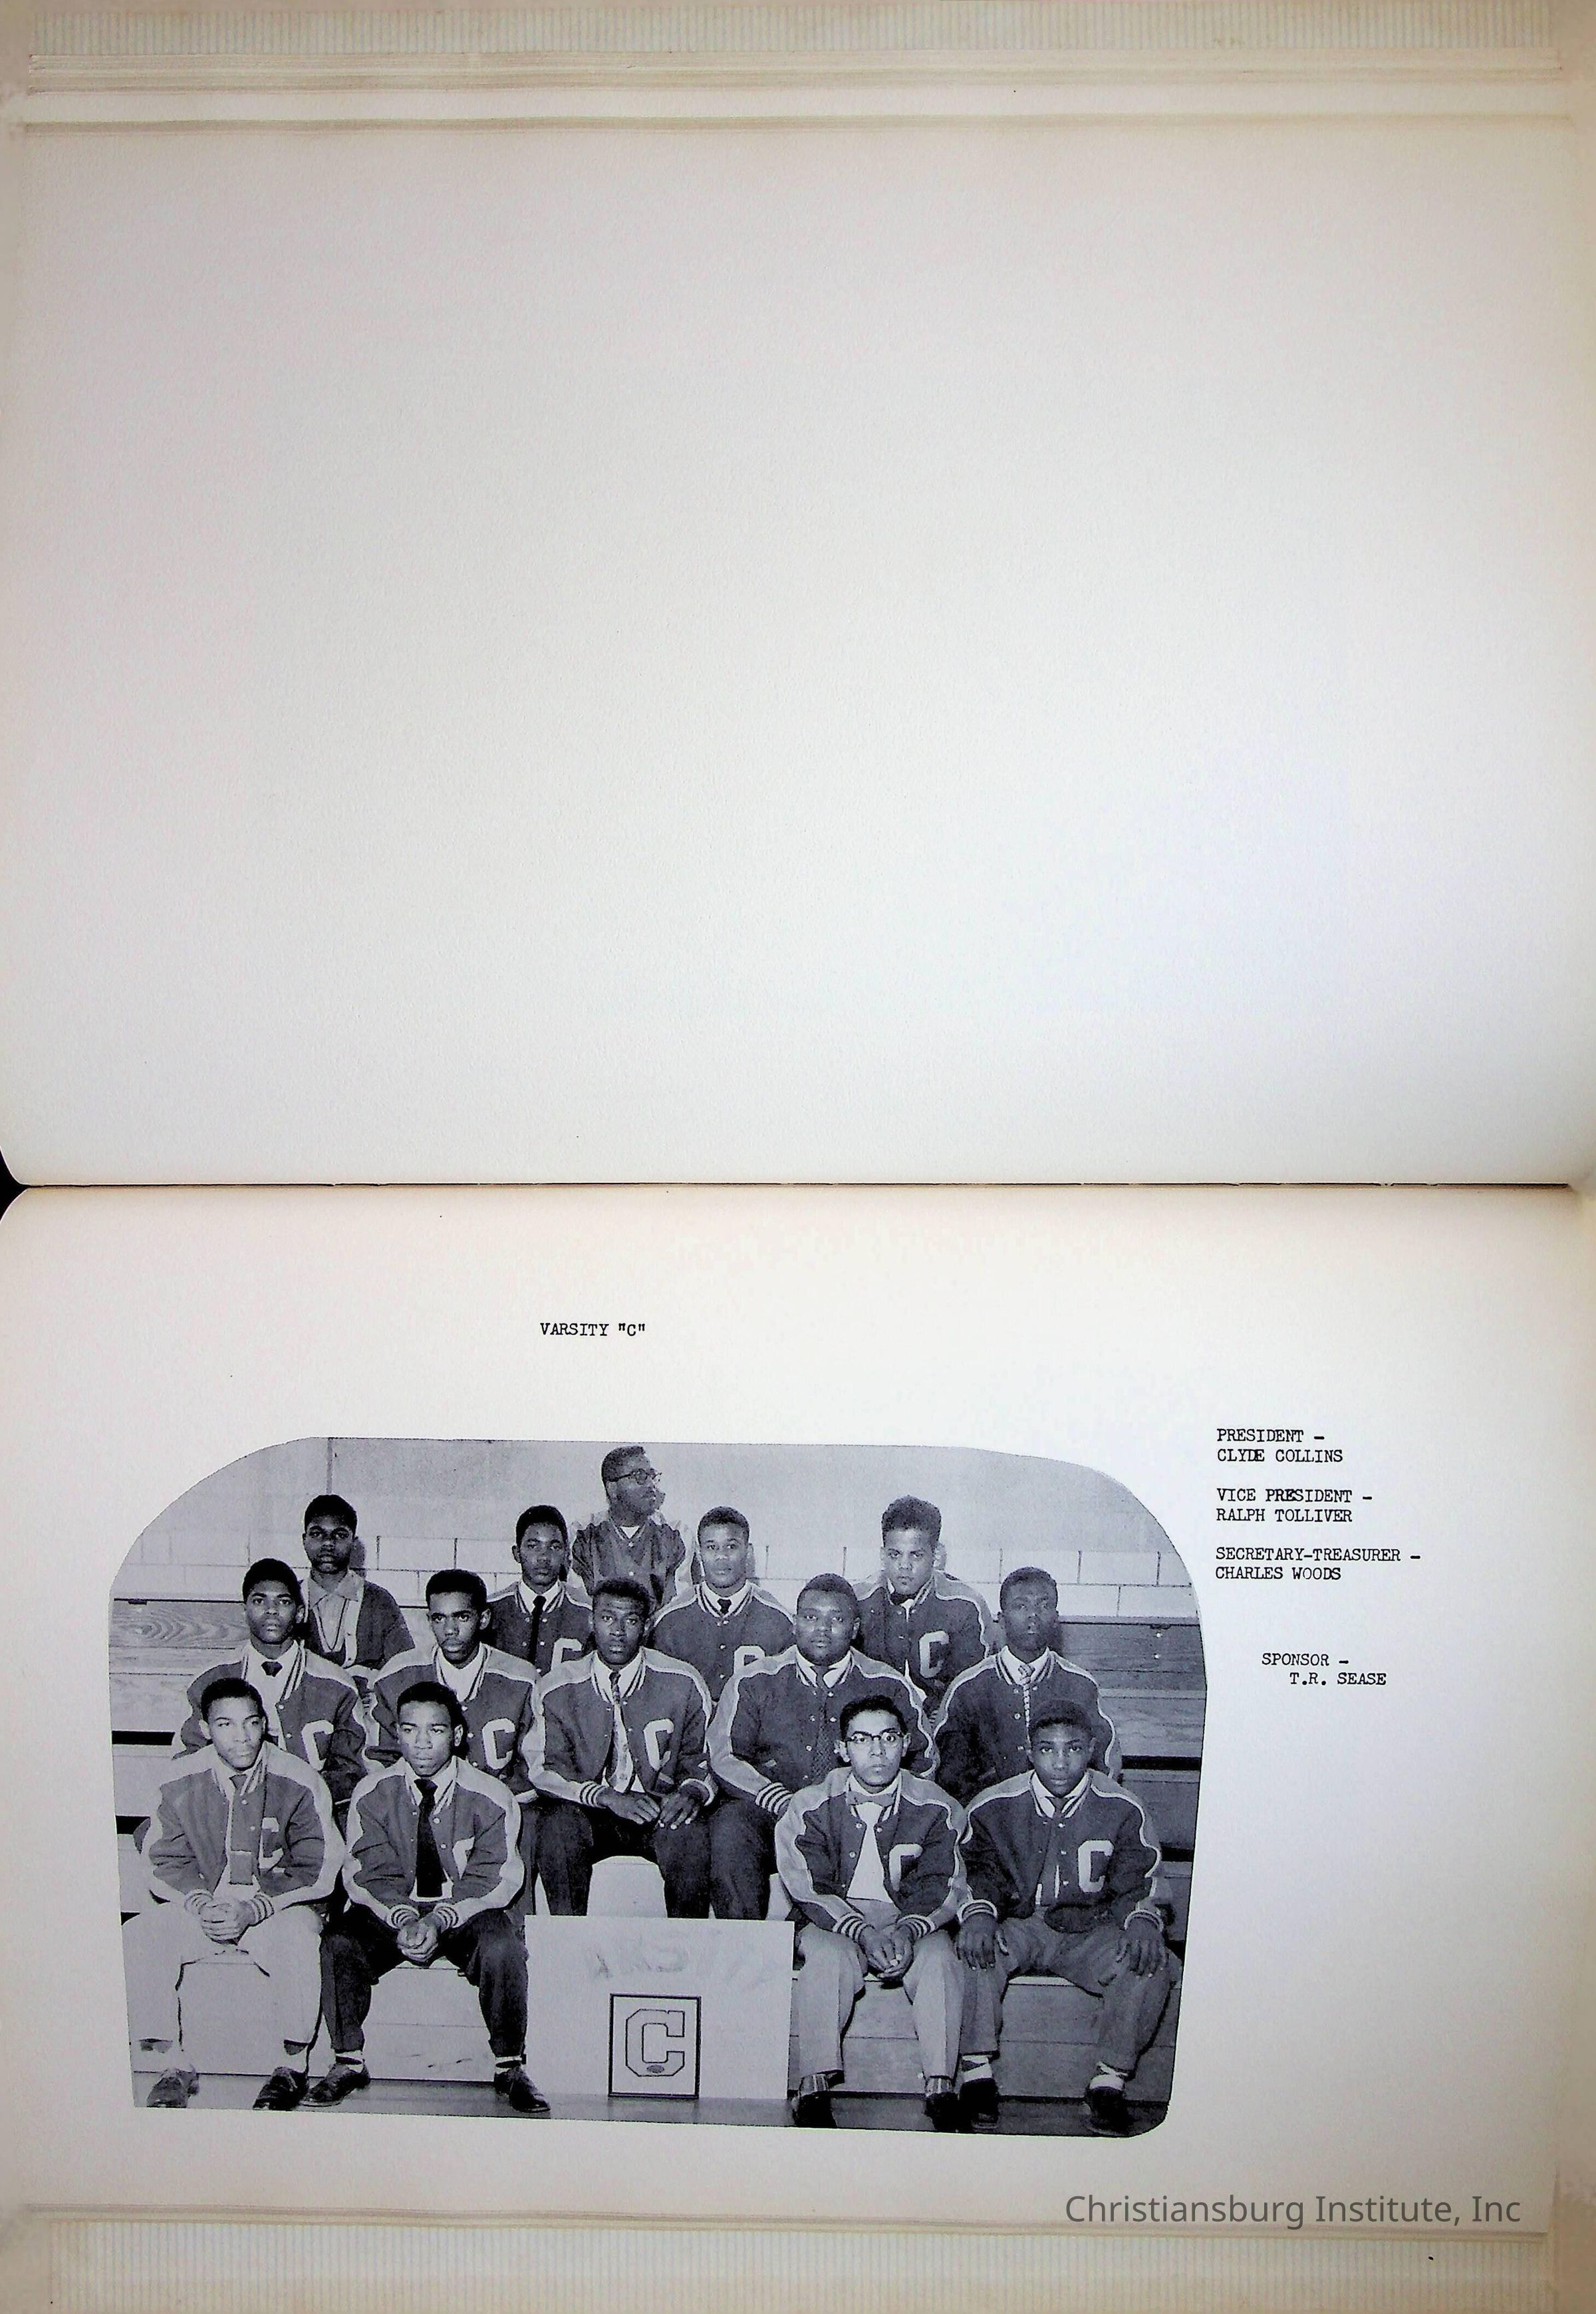 VARSITY "C"
PRESIDENT -
CLYDE COLLINS
VICE PRESIDENT -
RALPH TOLLIVER
SECRETARY-TREASURER -
CHARLES WOODS
SPONSOR -
T.R. SEASE
C
C
C
C
C
C
C
C
C
C
C
C
Christiansburg Institute, Inc